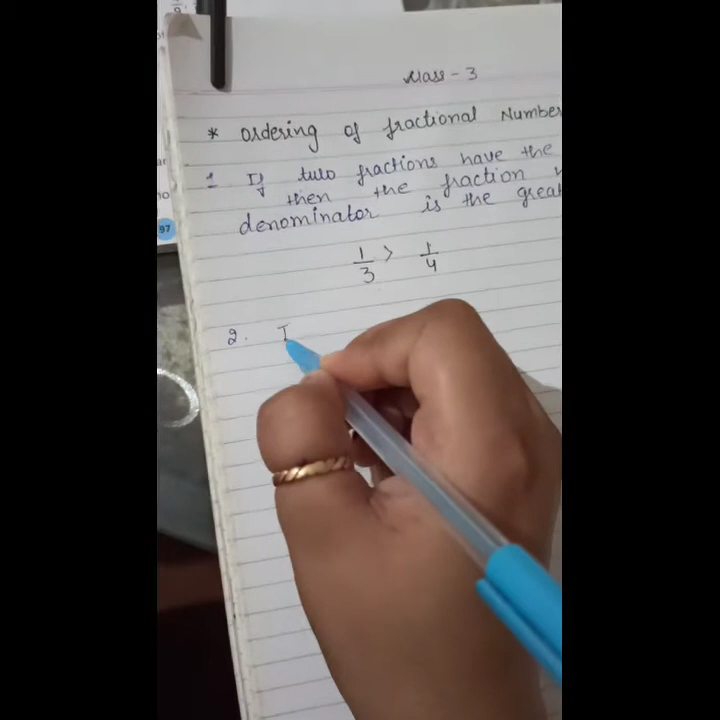 Class - 3
* Ordering of fractional Number
1. If two fractions have the
then the fraction
denominator is the great
1/3 > 1/4
2. I
97